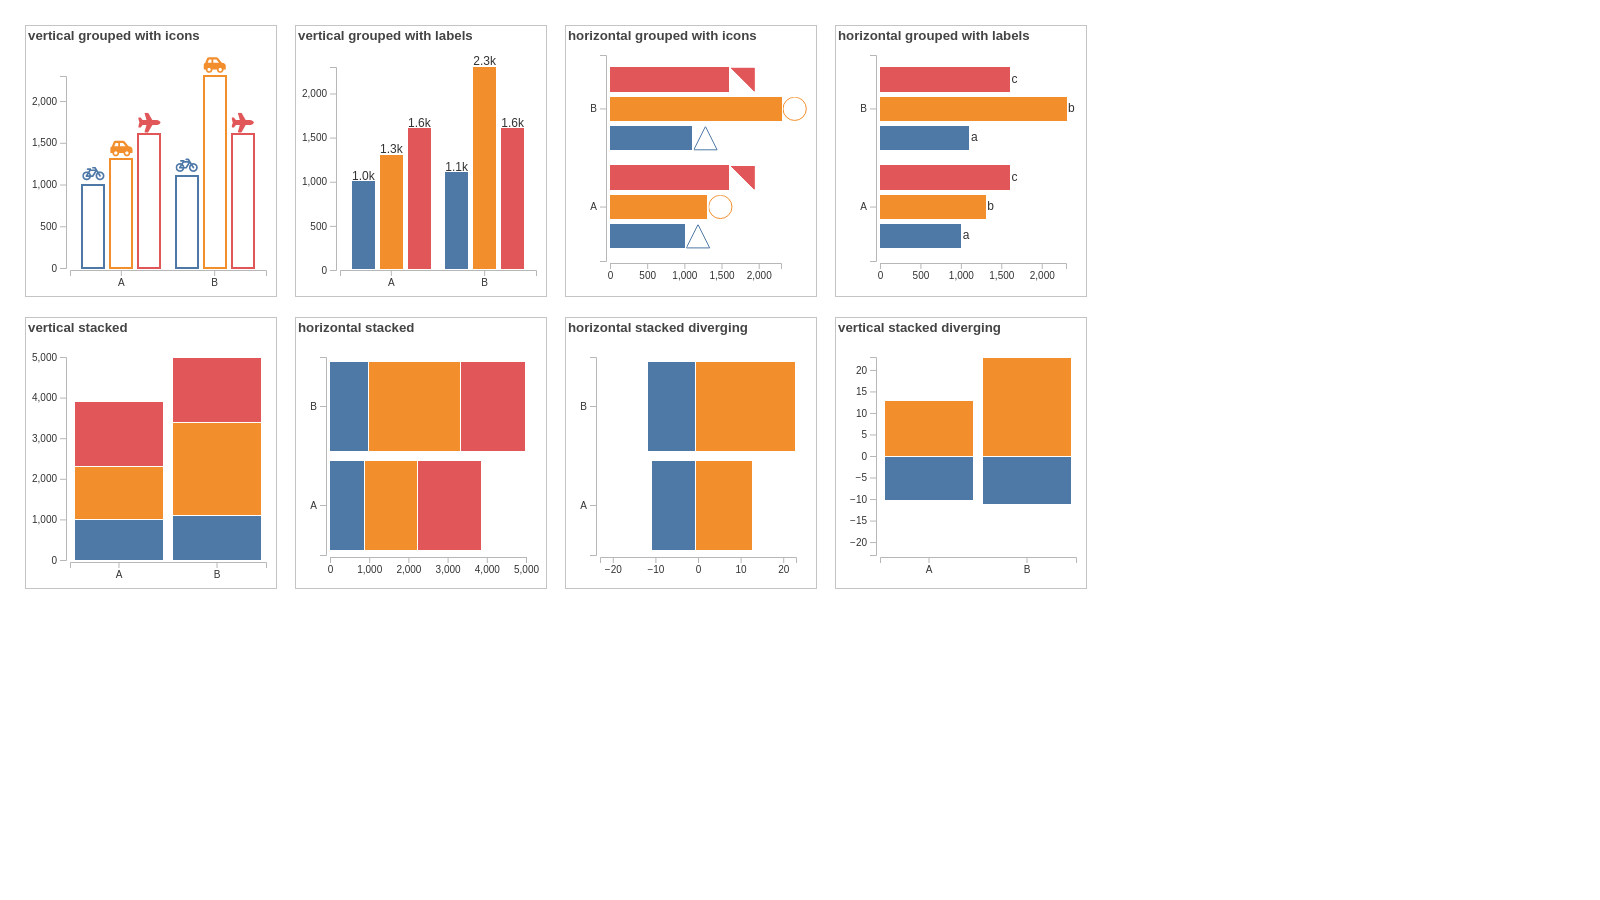 vertical grouped with icons
2,000
1,500
1,000
500
0
A B
vertical grouped with labels
2.3k
2,000
1.6k 1.6k
1,500
1.3k
1.1k
1,000
1.0k
500
0
A B
horizontal grouped with icons
B
A
0 500 1,000 1,500 2,000
horizontal grouped with labels
c
B b
a
c
A b
a
0 500 1,000 1,500 2,000
vertical stacked
5,000
4,000
3,000
2,000
1,000
0
A B
horizontal stacked
B
A
0 1,000 2,000 3,000 4,000 5,000
horizontal stacked diverging
B
A
−20 −10 0 10 20
vertical stacked diverging
20
15
10
5
0
−5
−10
−15
−20
A B